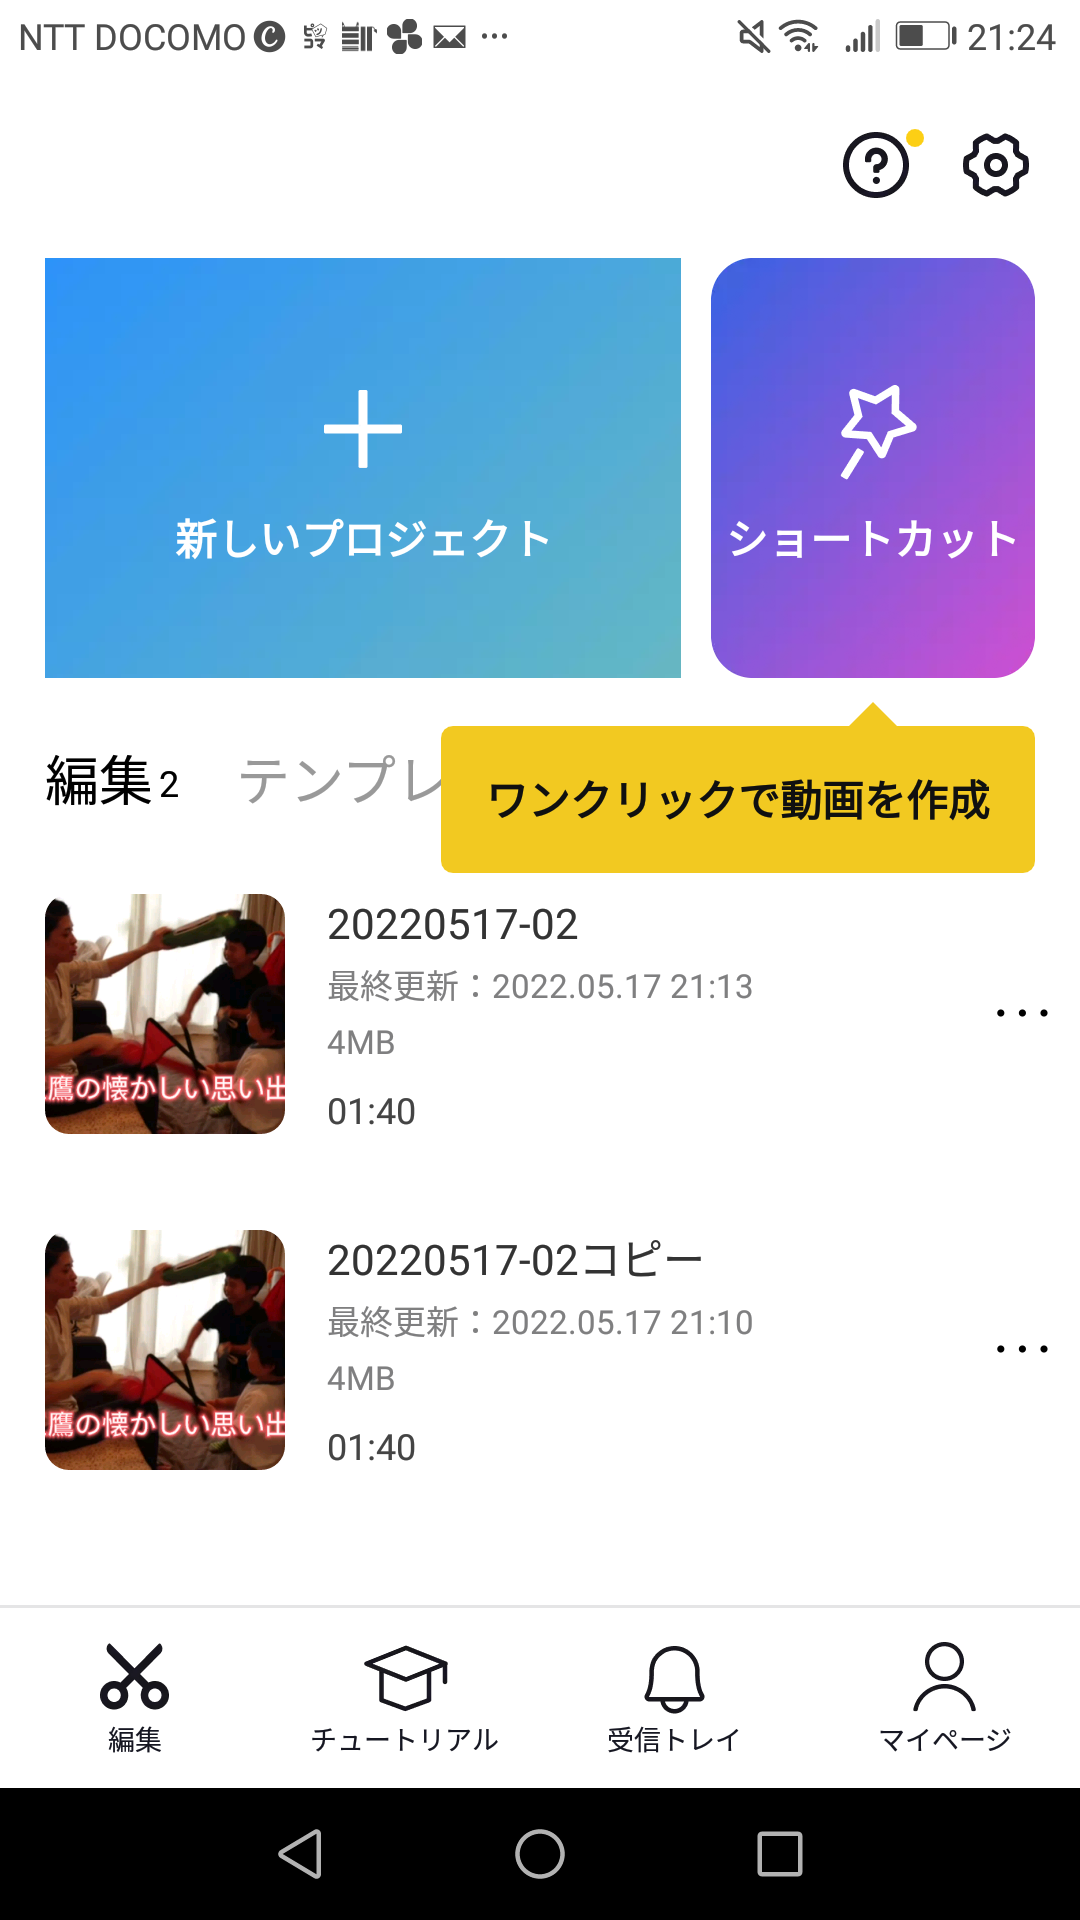 NTT DOCOMO 21:24
新しいプロジェクト
ショートカット
編集 2 テンプレ
ワンクリックで動画を作成
20220517-02
最終更新：2022.05.17 21:13
4MB
鷹の懐かしい思い出
01:40
20220517-02コピー
最終更新：2022.05.17 21:10
4MB
鷹の懐かしい思い出
01:40
編集 チュートリアル 受信トレイ マイページ